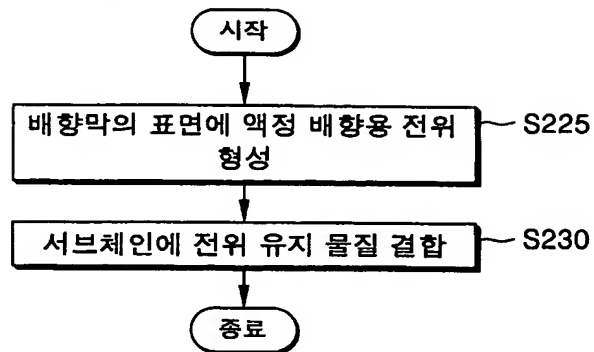 시작
배향막의 표면에 액정 배향용 전위
형성
S225
서브체인에 전위 유지 물질 결합
S230
종료